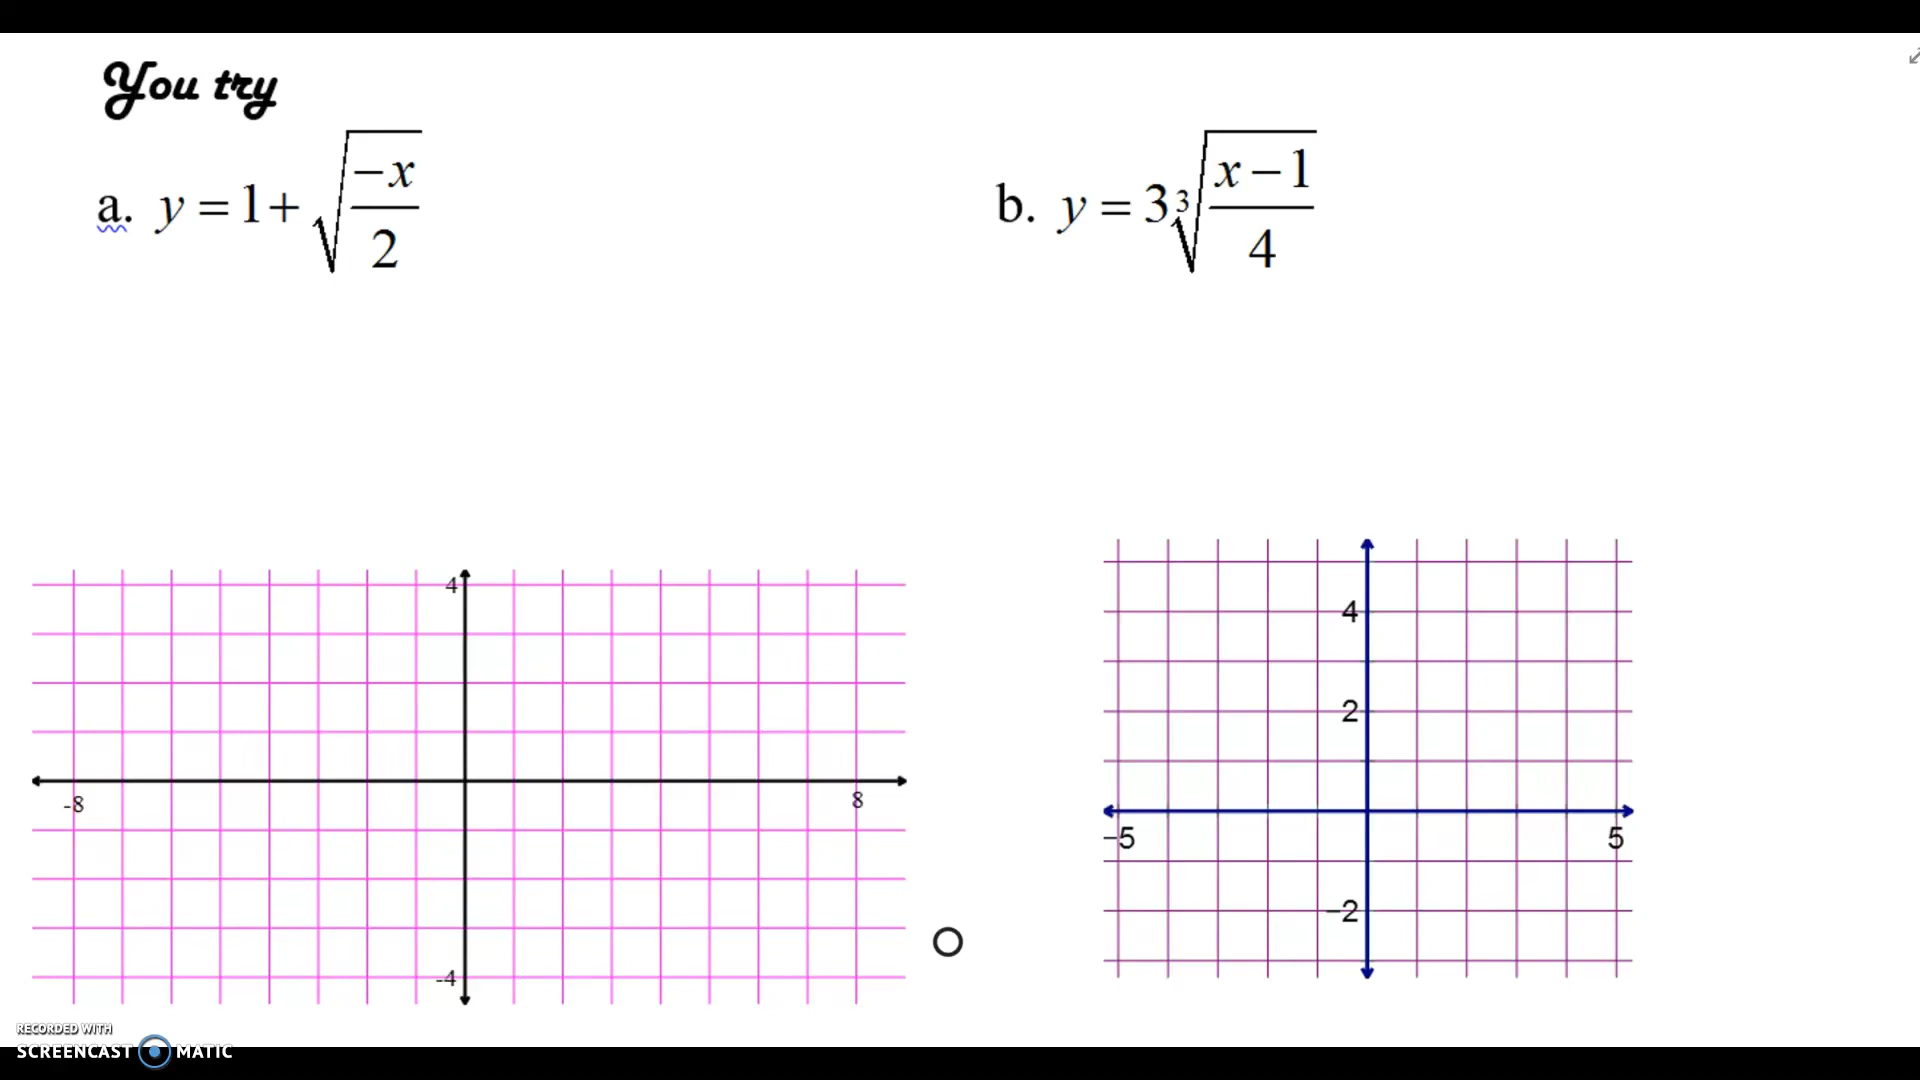 You try
a. y = 1 + √(-x/2)
b. y = 3∛((x-1)/4)
4
-8
8
-4
4
2
-5
5
-2
RECORDED WITH
SCREENCAST MATIC